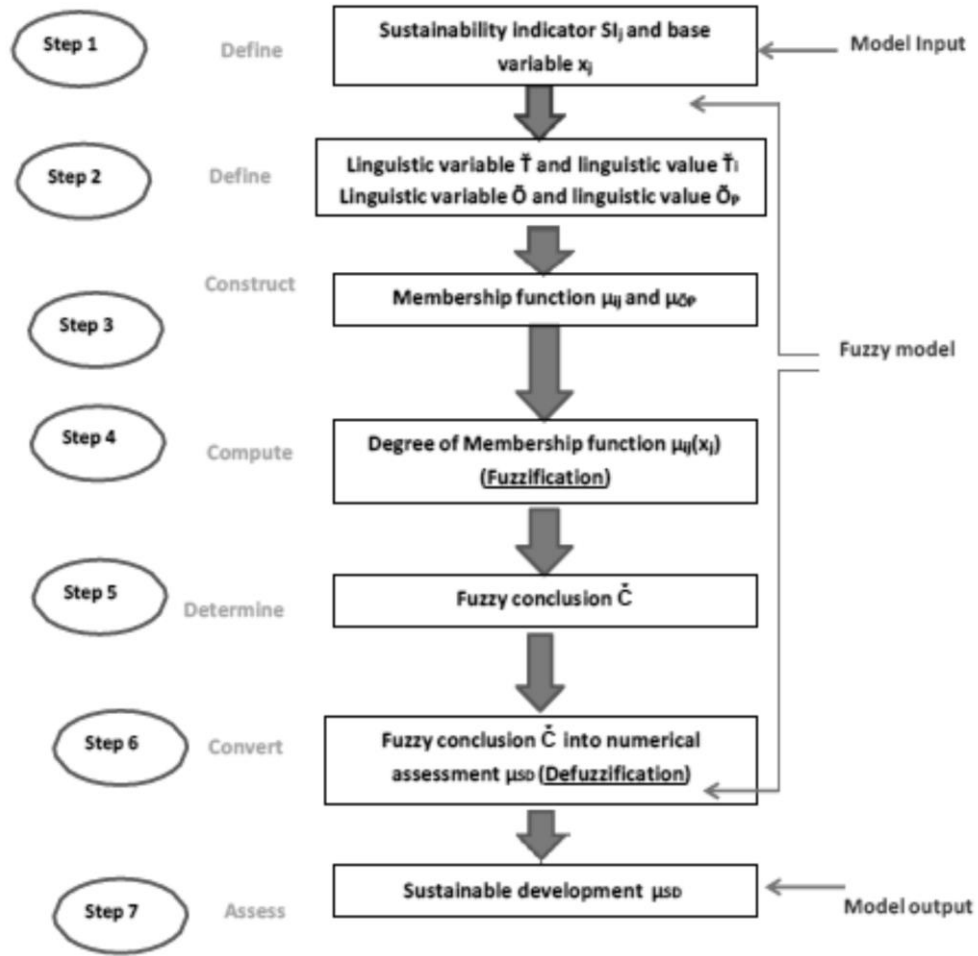 Step 1
Define
Sustainability indicator SIⱼ and base
variable xⱼ
Model Input
Step 2
Define
Linguistic variable Ť and linguistic value Ťᵢ
Linguistic variable Õ and linguistic value Õₚ
Construct
Step 3
Membership function μᵢⱼ and μõₚ
Fuzzy model
Step 4
Compute
Degree of Membership function μᵢⱼ(xⱼ)
(Fuzzification)
Step 5
Determine
Fuzzy conclusion Č
Step 6
Convert
Fuzzy conclusion Č into numerical
assessment μSD (Defuzzification)
Step 7
Assess
Sustainable development μSD
Model output